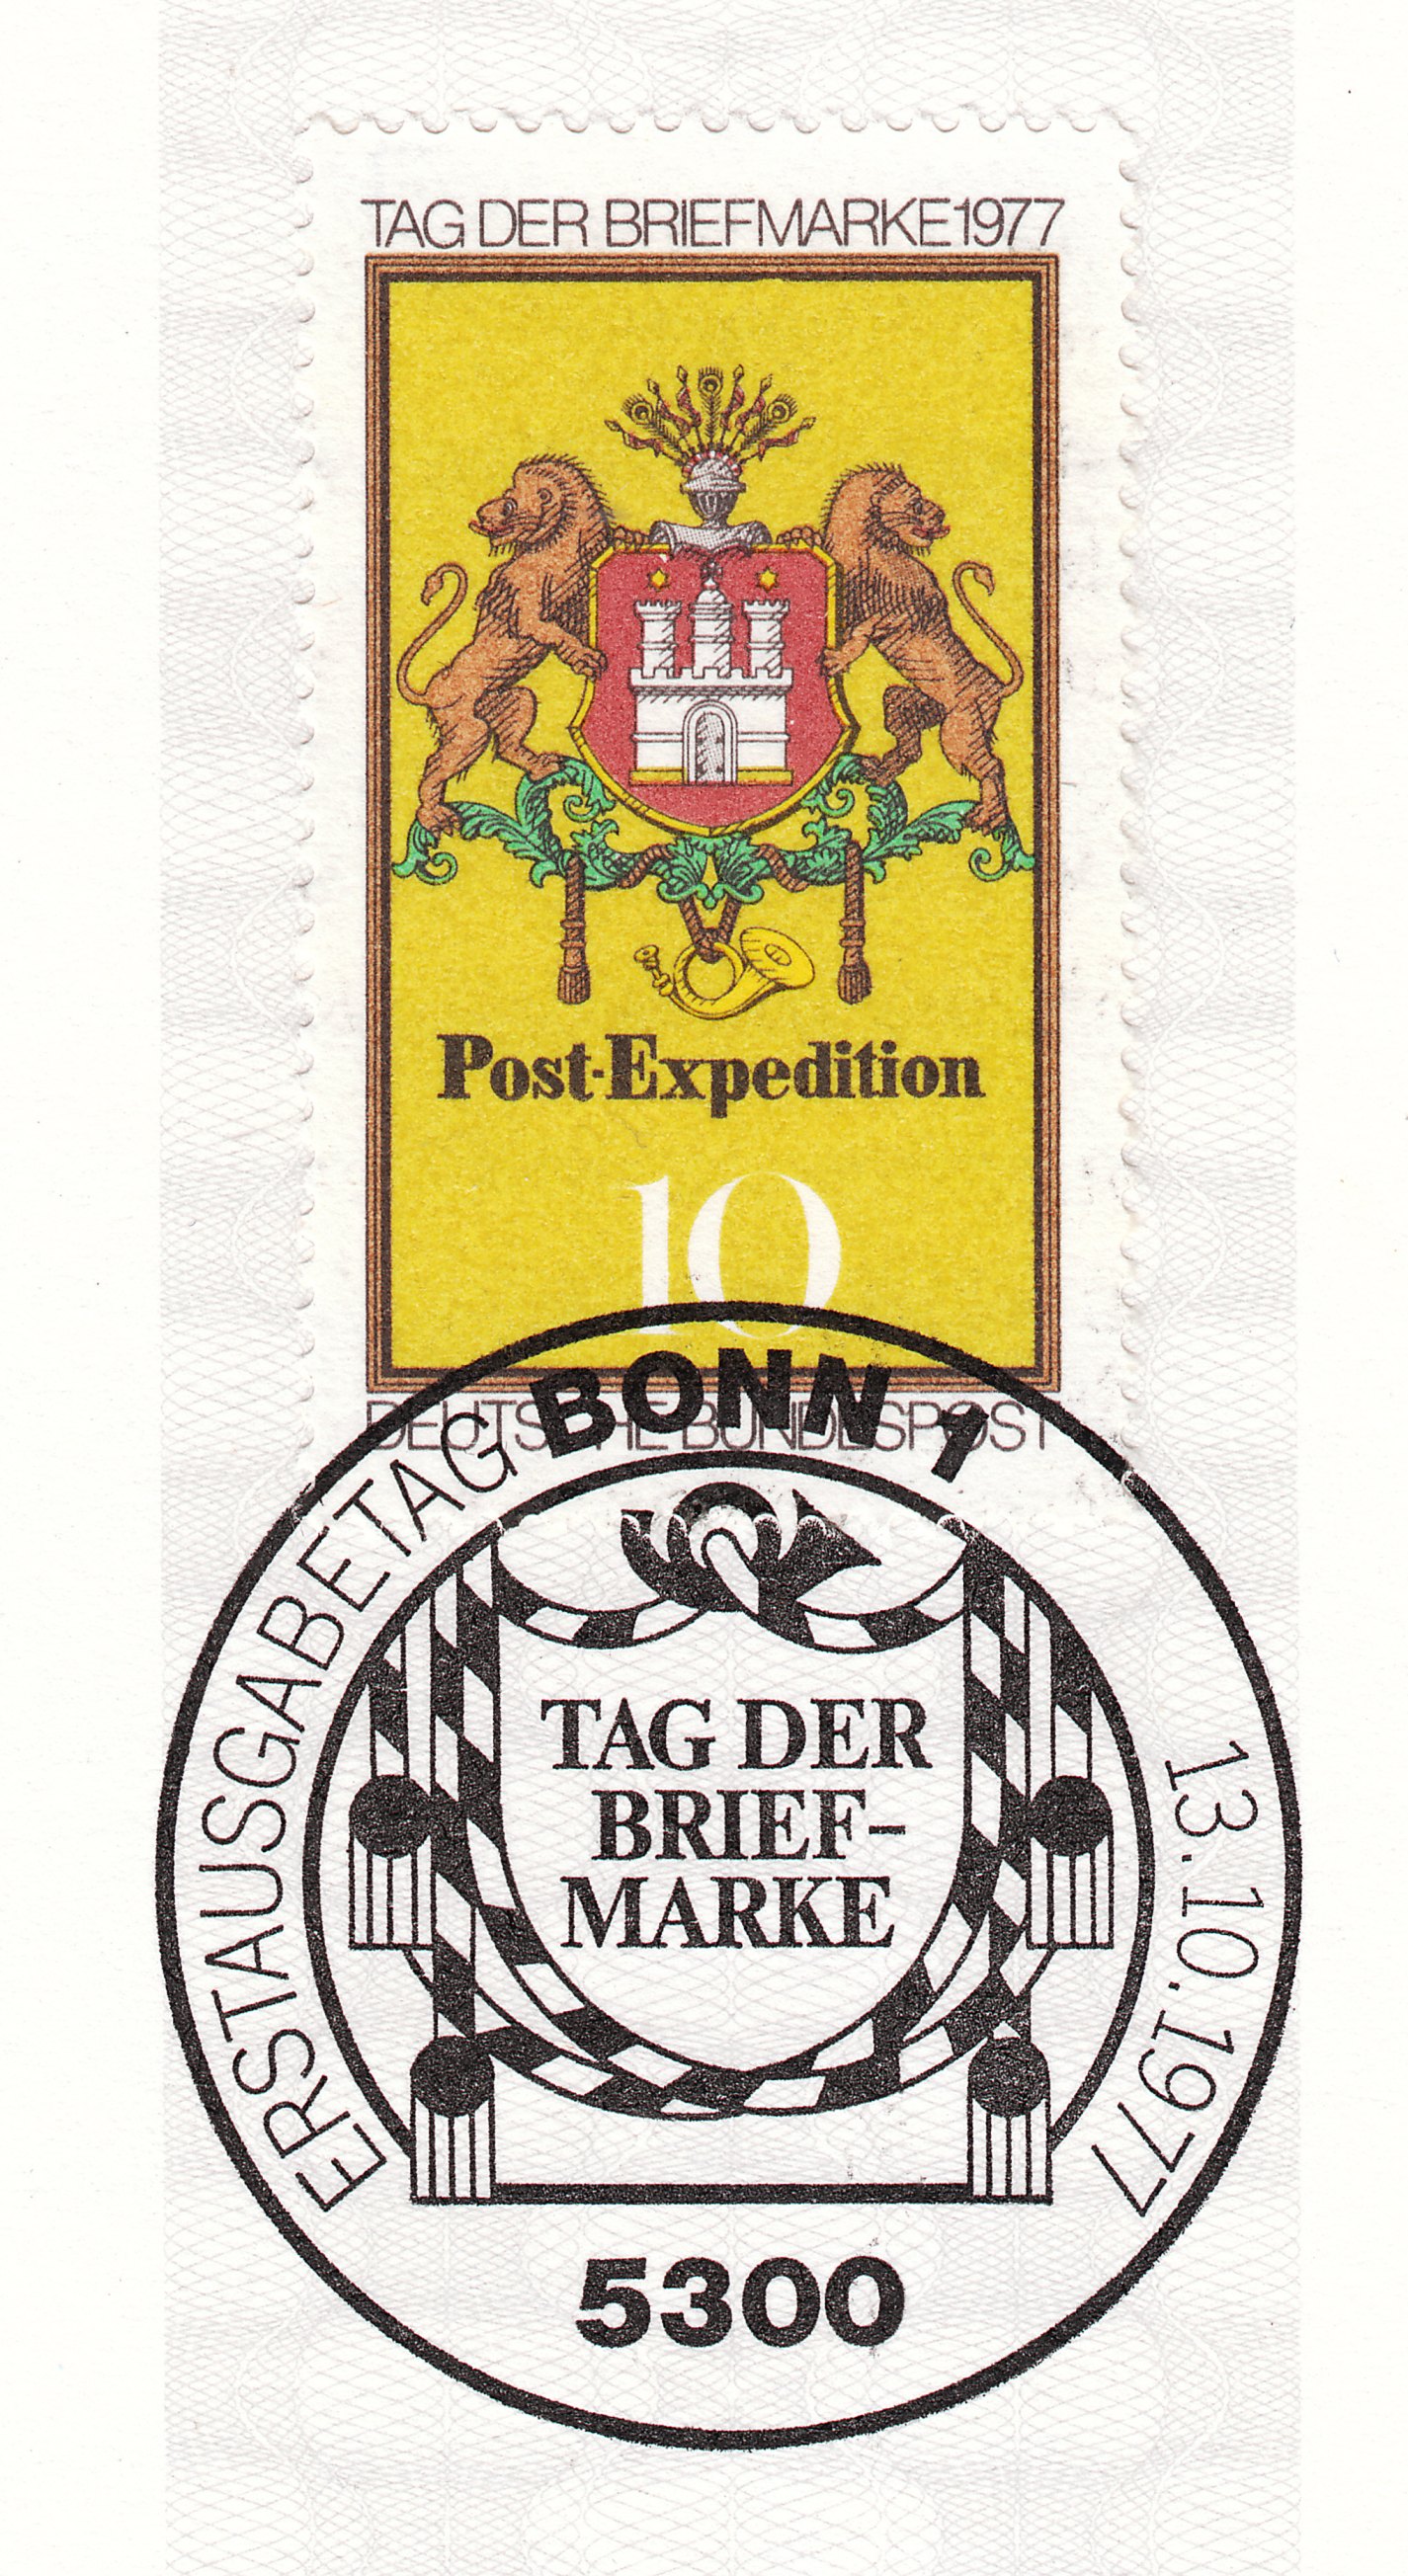 TAG DER BRIEFMARKE 1977
Post-Expedition
10
DEUTSCHE BUNDESPOST
ERSTAUSGABETAG BONN 1
13.10.1977
TAG DER
BRIEF-
MARKE
5300